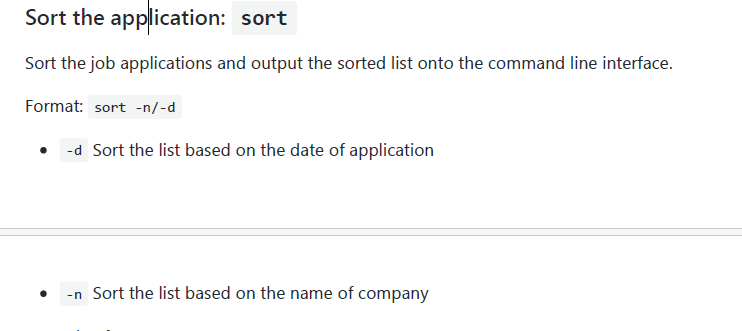 Sort the application: sort
Sort the job applications and output the sorted list onto the command line interface.
Format: sort -n/-d
• -d Sort the list based on the date of application
• -n Sort the list based on the name of company